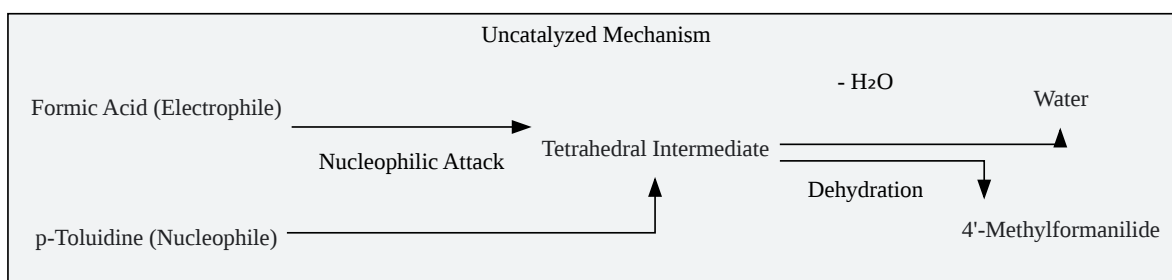 Uncatalyzed Mechanism
- H₂O
Formic Acid (Electrophile)
Water
Nucleophilic Attack
Tetrahedral Intermediate
Dehydration
p-Toluidine (Nucleophile)
4'-Methylformanilide